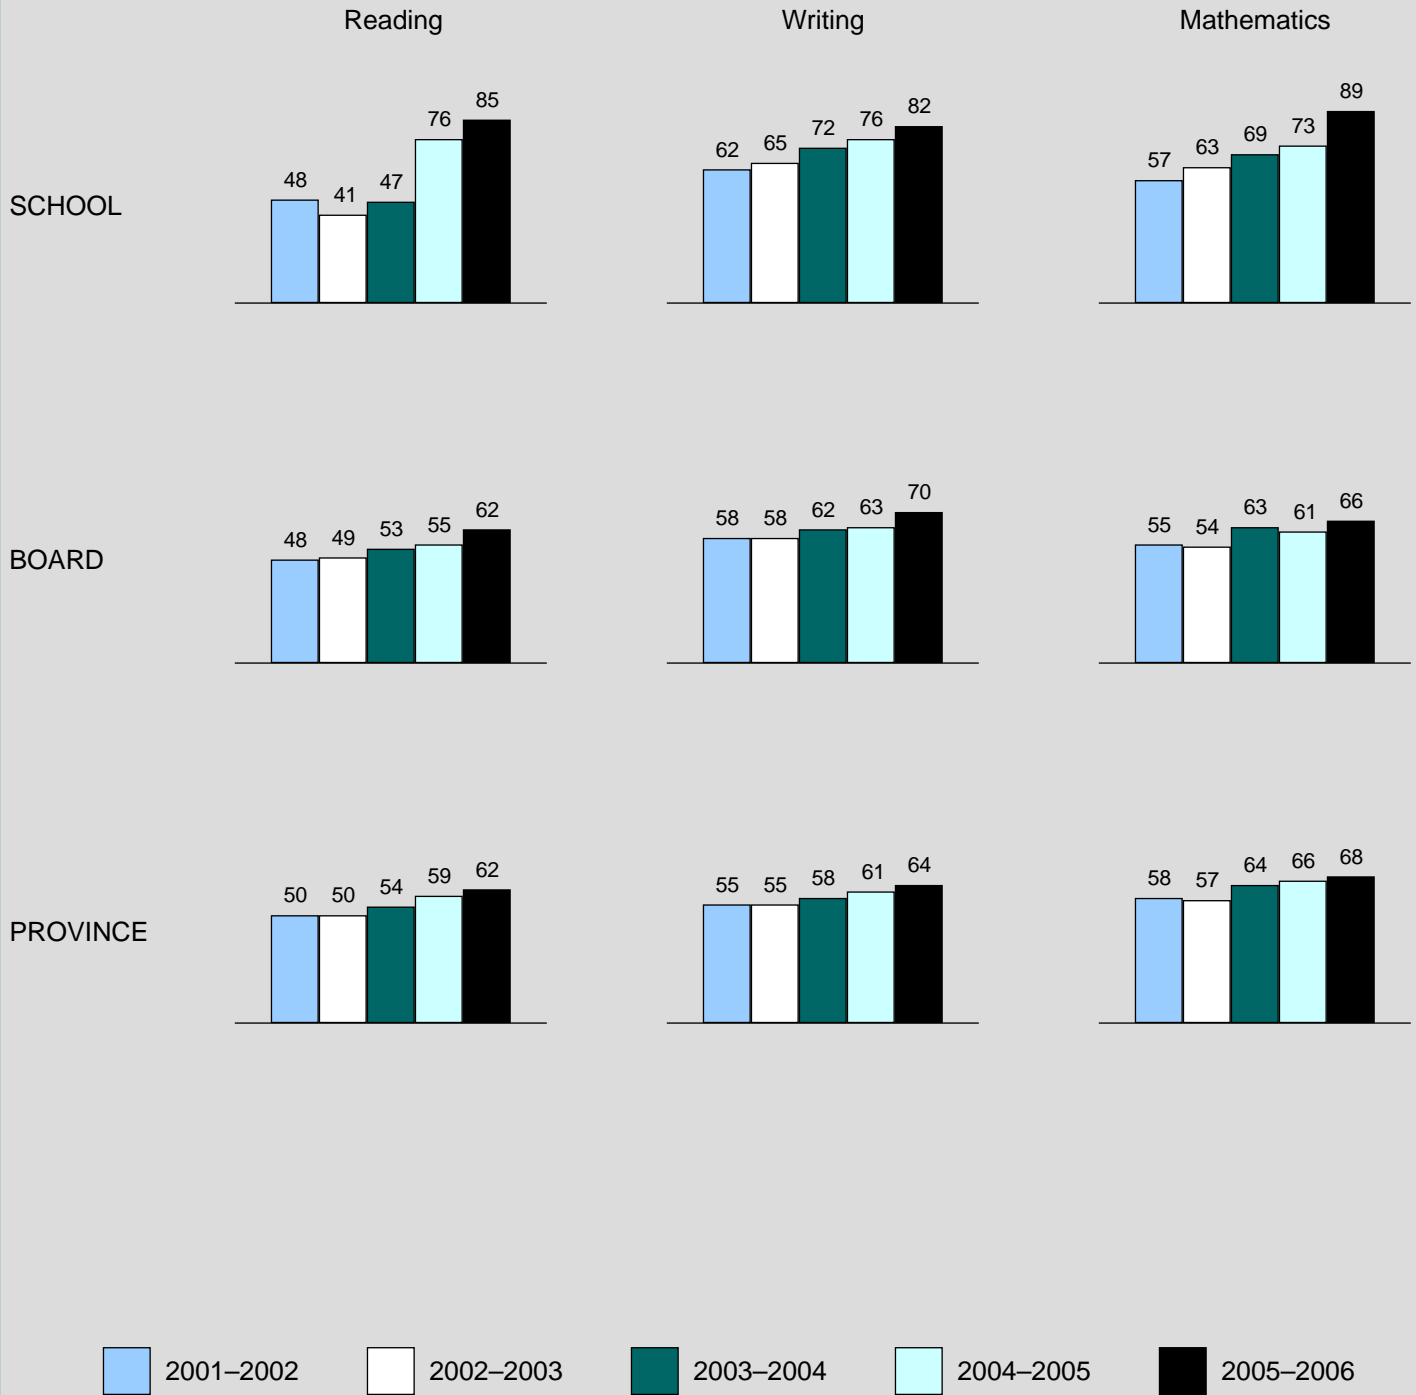 Reading Writing Mathematics
SCHOOL
48 41 47 76 85
62 65 72 76 82
57 63 69 73 89
BOARD
48 49 53 55 62
58 58 62 63 70
55 54 63 61 66
PROVINCE
50 50 54 59 62
55 55 58 61 64
58 57 64 66 68
2001–2002 2002–2003 2003–2004 2004–2005 2005–2006